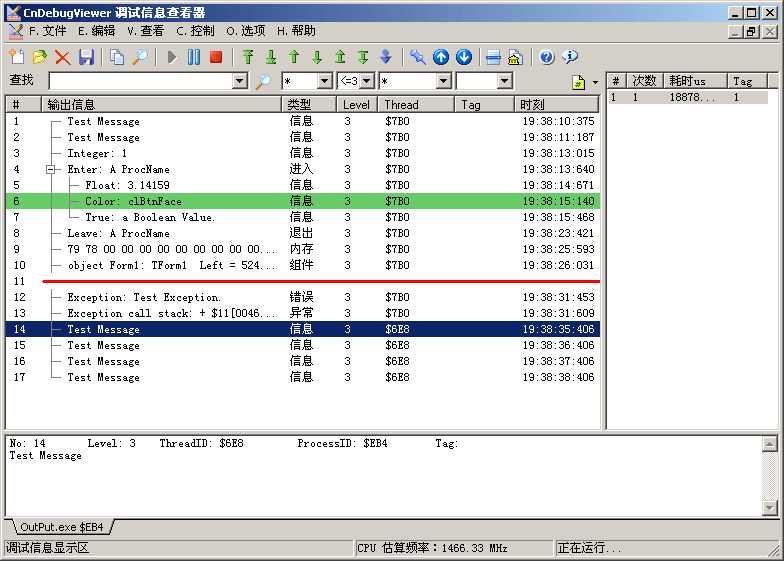 CnDebugViewer 调试信息查看器
F. 文件 E. 编辑 V. 查看 C. 控制 O. 选项 H. 帮助
查找 * <=3 *
# 输出信息 类型 Level Thread Tag 时刻
1 Test Message 信息 3 $7B0 19:38:10:375
2 Test Message 信息 3 $7B0 19:38:11:187
3 Integer: 1 信息 3 $7B0 19:38:13:015
4 Enter: A ProcName 进入 3 $7B0 19:38:13:640
5 Float: 3.14159 信息 3 $7B0 19:38:14:671
6 Color: clBtnFace 信息 3 $7B0 19:38:15:140
7 True: a Boolean Value. 信息 3 $7B0 19:38:15:468
8 Leave: A ProcName 退出 3 $7B0 19:38:23:421
9 79 78 00 00 00 00 00 00 00 00 00... 内存 3 $7B0 19:38:25:593
10 object Form1: TForm1 Left = 524... 组件 3 $7B0 19:38:26:031
11
12 Exception: Test Exception. 错误 3 $7B0 19:38:31:453
13 Exception call stack: + $11[0046... 异常 3 $7B0 19:38:31:609
14 Test Message 信息 3 $6E8 19:38:35:406
15 Test Message 信息 3 $6E8 19:38:36:406
16 Test Message 信息 3 $6E8 19:38:37:406
17 Test Message 信息 3 $6E8 19:38:38:406
# 次数 耗时us Tag
1 1 18878... 1
No: 14 Level: 3 ThreadID: $6E8 ProcessID: $EB4 Tag:
Test Message
OutPut.exe $EB4
调试信息显示区 CPU 估算频率：1466.33 MHz 正在运行...